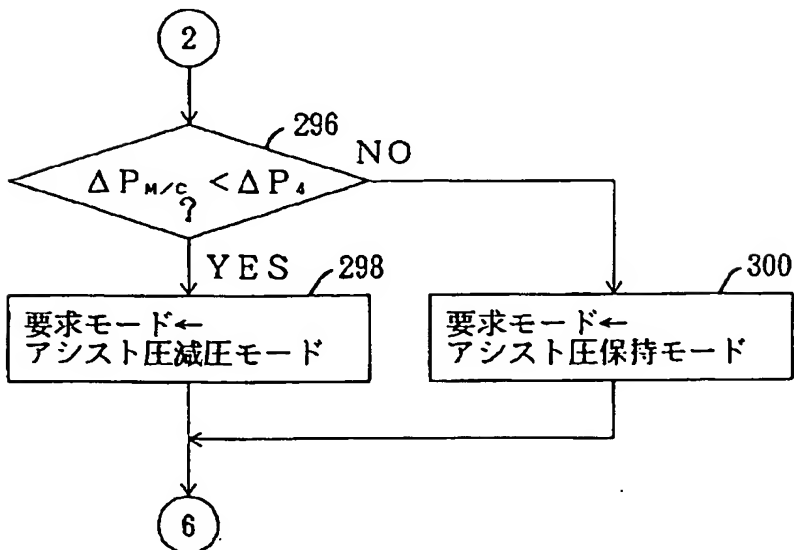 2
296
NO
ΔP_M/C < ΔP_4
?
YES
298
300
要求モード←
アシスト圧減圧モード
要求モード←
アシスト圧保持モード
6